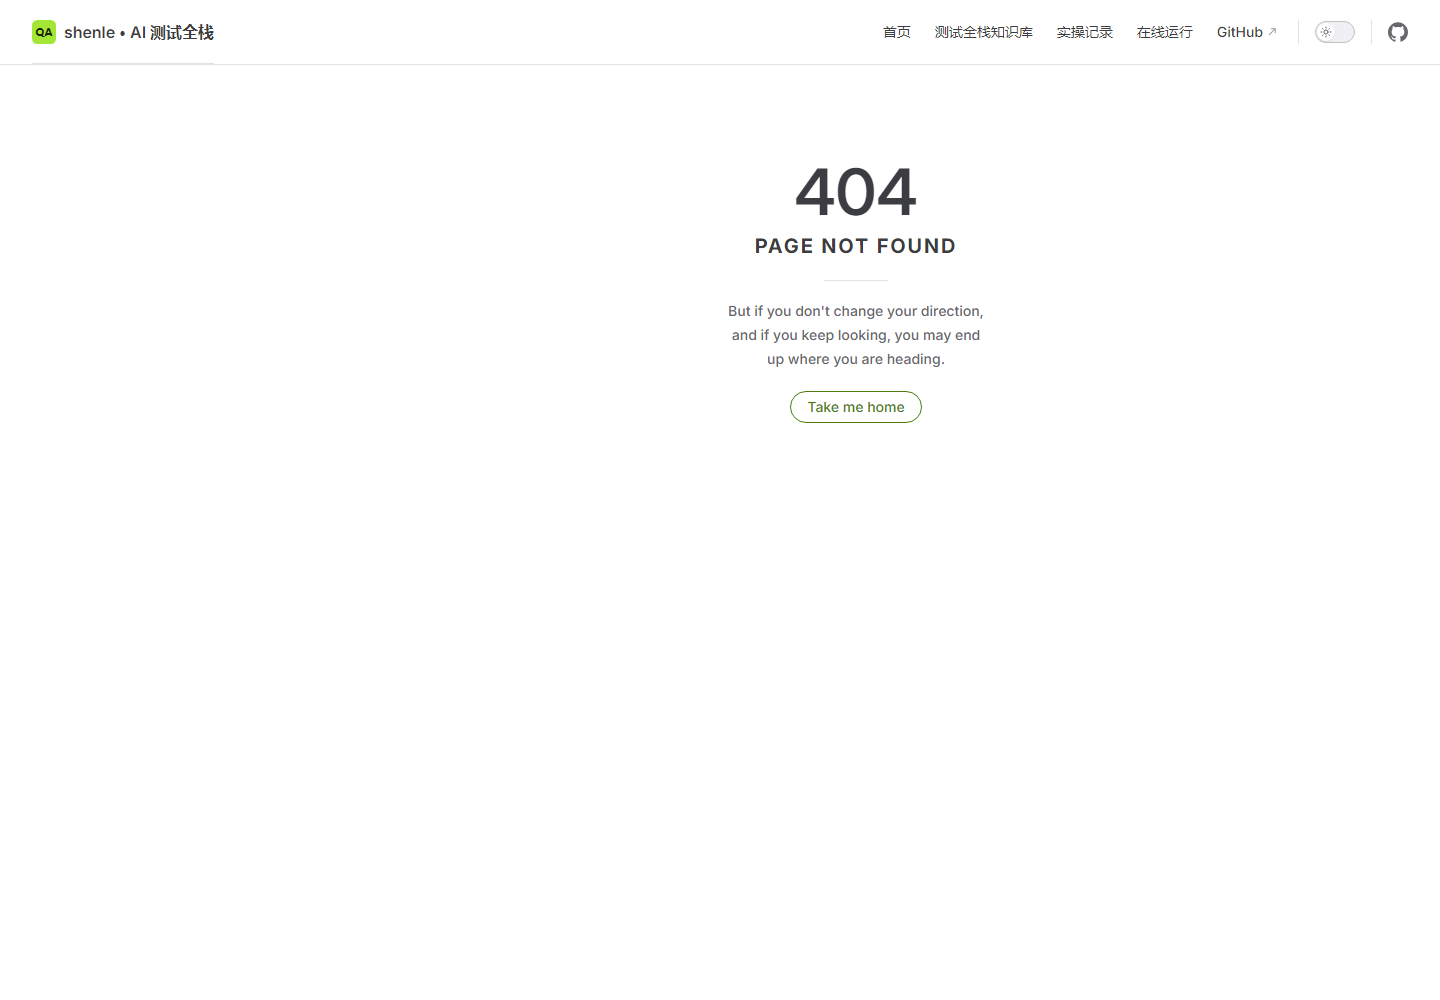 QA shenle • AI 测试全栈
首页 测试全栈知识库 实操记录 在线运行 GitHub
404
PAGE NOT FOUND
But if you don't change your direction,
and if you keep looking, you may end
up where you are heading.
Take me home